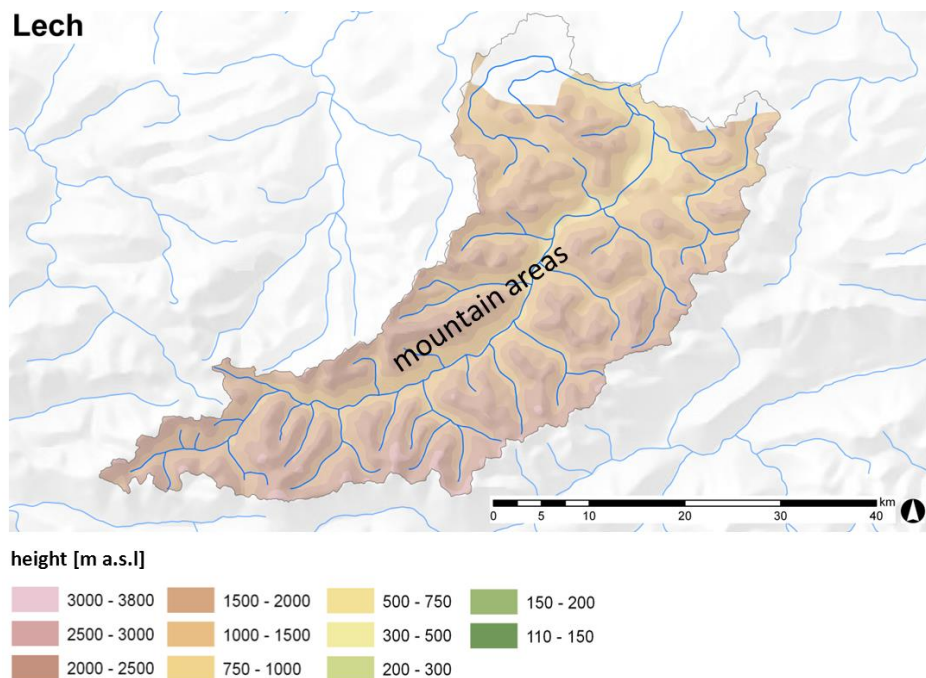 Lech
mountain areas
km
0 5 10 20 30 40
height [m a.s.l]
3000 - 3800 1500 - 2000 500 - 750 150 - 200
2500 - 3000 1000 - 1500 300 - 500 110 - 150
2000 - 2500 750 - 1000 200 - 300